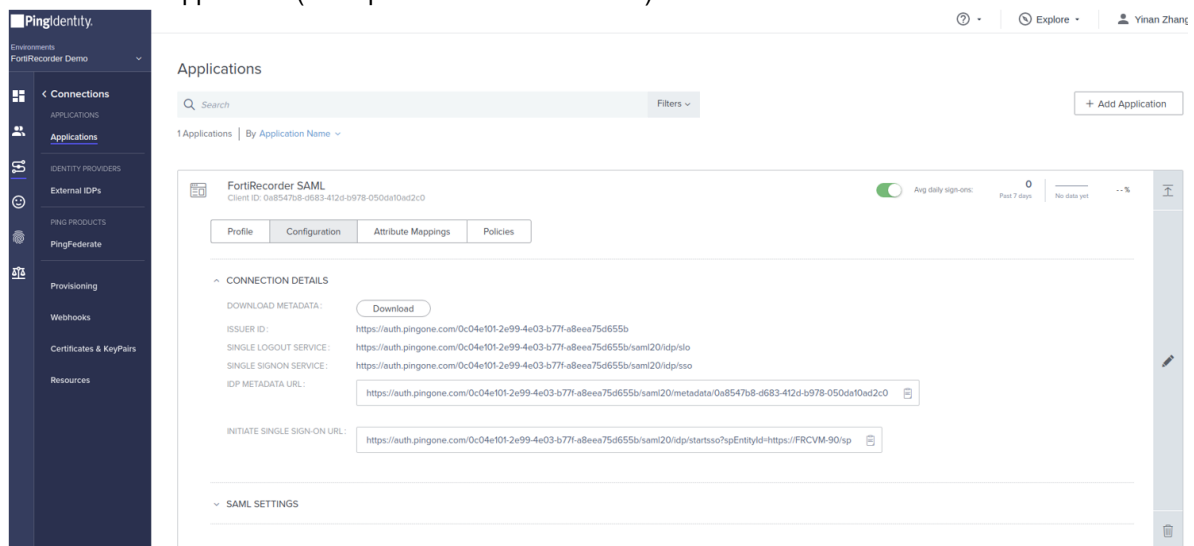 PingIdentity.
Explore
Yinan Zhang
Environments
FortiRecorder Demo
Connections
APPLICATIONS
Applications
IDENTITY PROVIDERS
External IDPs
PING PRODUCTS
PingFederate
Provisioning
Webhooks
Certificates & KeyPairs
Resources
Applications
Search
Filters
+ Add Application
1 Applications | By Application Name
FortiRecorder SAML
Client ID: 0a8547b8-d683-412d-b978-050da10ad2c0
Avg daily sign-ons:
0
Past 7 days
No data yet
--%
Profile
Configuration
Attribute Mappings
Policies
CONNECTION DETAILS
DOWNLOAD METADATA: Download
ISSUER ID: https://auth.pingone.com/0c04e101-2e99-4e03-b77f-a8eea75d655b
SINGLE LOGOUT SERVICE: https://auth.pingone.com/0c04e101-2e99-4e03-b77f-a8eea75d655b/saml20/idp/slo
SINGLE SIGNON SERVICE: https://auth.pingone.com/0c04e101-2e99-4e03-b77f-a8eea75d655b/saml20/idp/sso
IDP METADATA URL: https://auth.pingone.com/0c04e101-2e99-4e03-b77f-a8eea75d655b/saml20/metadata/0a8547b8-d683-412d-b978-050da10ad2c0
INITIATE SINGLE SIGN-ON URL: https://auth.pingone.com/0c04e101-2e99-4e03-b77f-a8eea75d655b/saml20/idp/startsso?spEntityId=https://FRCVM-90/sp
SAML SETTINGS